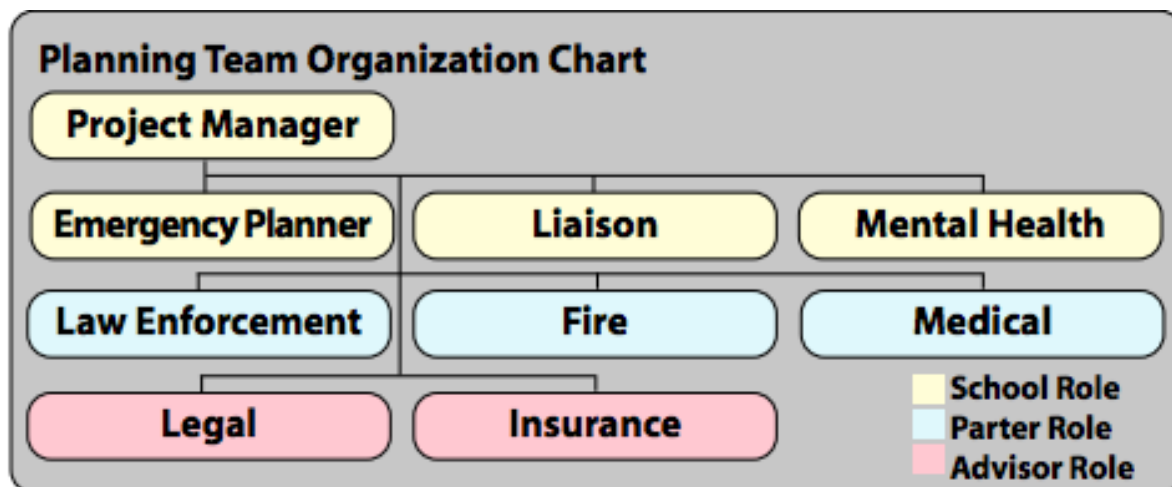 Planning Team Organization Chart
Project Manager
Emergency Planner
Liaison
Mental Health
Law Enforcement
Fire
Medical
Legal
Insurance
School Role
Parter Role
Advisor Role